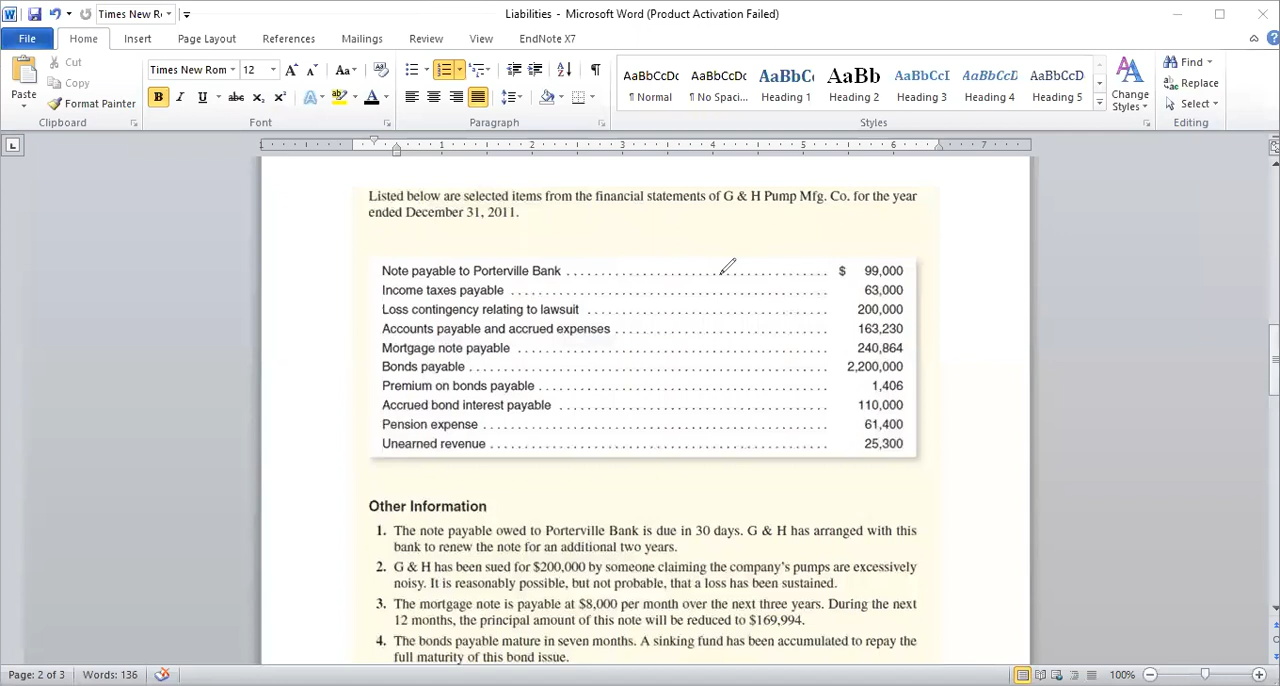 Times New R
Liabilities - Microsoft Word (Product Activation Failed)
File Home Insert Page Layout References Mailings Review View EndNote X7
Paste
Cut
Copy
Format Painter
Clipboard
Times New Rom 12
Font
Paragraph
AaBbCcDc AaBbCcDc AaBbC AaBb AaBbCcI AaBbCcD AaBbCcD
¶ Normal ¶ No Spaci... Heading 1 Heading 2 Heading 3 Heading 4 Heading 5
Change Styles
Styles
Find
Replace
Select
Editing
1 1 2 3 4 5 6 7
Listed below are selected items from the financial statements of G & H Pump Mfg. Co. for the year
ended December 31, 2011.
Note payable to Porterville Bank $ 99,000
Income taxes payable 63,000
Loss contingency relating to lawsuit 200,000
Accounts payable and accrued expenses 163,230
Mortgage note payable 240,864
Bonds payable 2,200,000
Premium on bonds payable 1,406
Accrued bond interest payable 110,000
Pension expense 61,400
Unearned revenue 25,300
Other Information
1. The note payable owed to Porterville Bank is due in 30 days. G & H has arranged with this
bank to renew the note for an additional two years.
2. G & H has been sued for $200,000 by someone claiming the company's pumps are excessively
noisy. It is reasonably possible, but not probable, that a loss has been sustained.
3. The mortgage note is payable at $8,000 per month over the next three years. During the next
12 months, the principal amount of this note will be reduced to $169,994.
4. The bonds payable mature in seven months. A sinking fund has been accumulated to repay the
full maturity of this bond issue.
Page: 2 of 3 Words: 136 100%